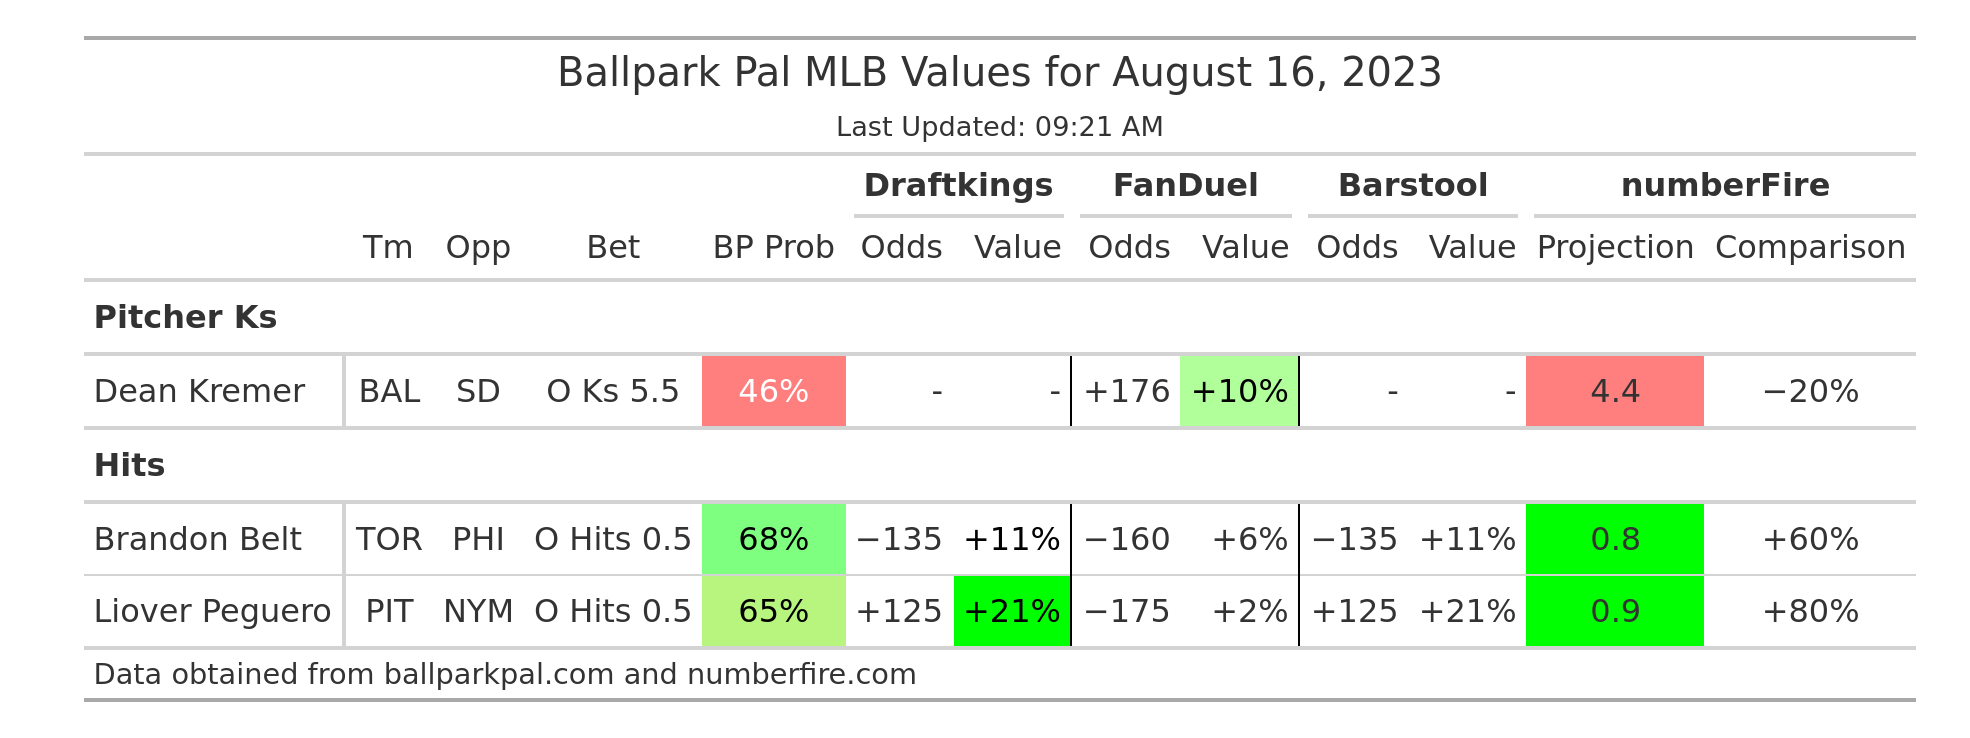 Ballpark Pal MLB Values for August 16, 2023
Last Updated: 09:21 AM
Draftkings FanDuel Barstool numberFire
Tm Opp Bet BP Prob Odds Value Odds Value Odds Value Projection Comparison
Pitcher Ks
Dean Kremer BAL SD O Ks 5.5 46% - - +176 +10% - - 4.4 −20%
Hits
Brandon Belt TOR PHI O Hits 0.5 68% −135 +11% −160 +6% −135 +11% 0.8 +60%
Liover Peguero PIT NYM O Hits 0.5 65% +125 +21% −175 +2% +125 +21% 0.9 +80%
Data obtained from ballparkpal.com and numberfire.com